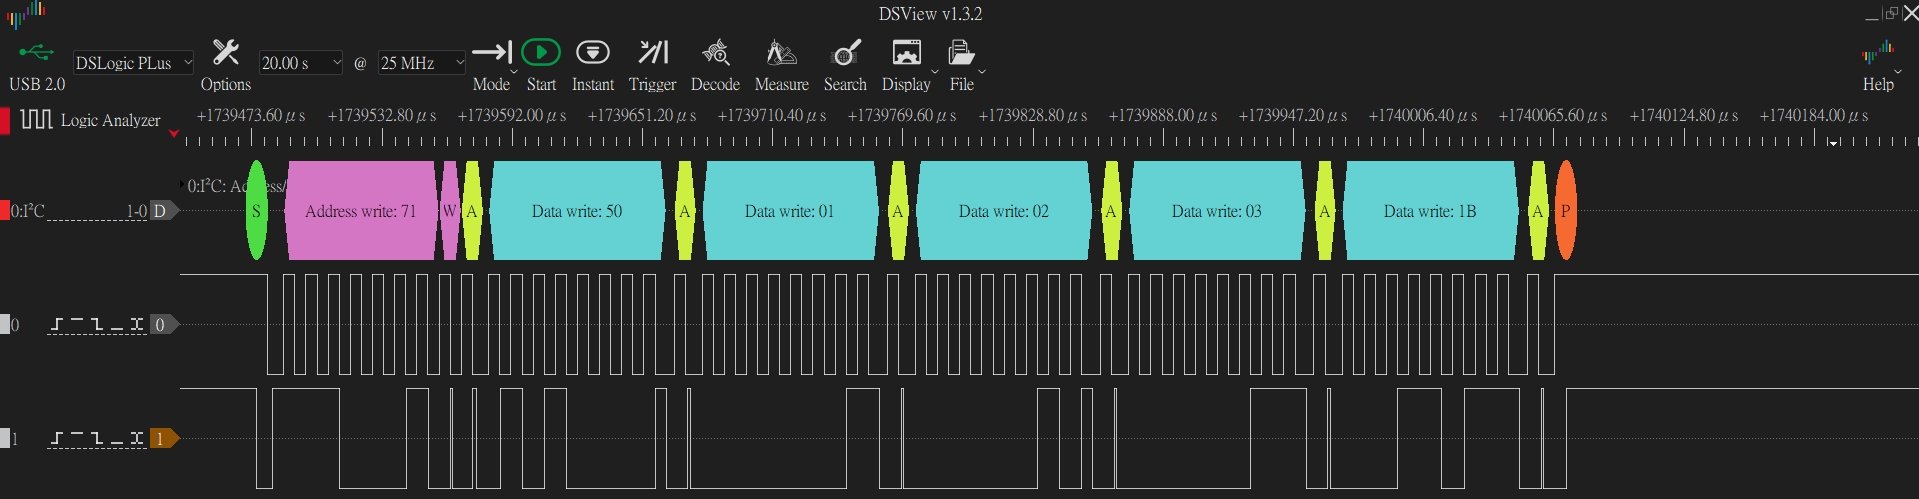 DSView v1.3.2
USB 2.0
DSLogic PLus
Options
20.00 s
@
25 MHz
Mode
Start
Instant
Trigger
Decode
Measure
Search
Display
File
Help
Logic Analyzer
+1739473.60 μs +1739532.80 μs +1739592.00 μs +1739651.20 μs +1739710.40 μs +1739769.60 μs +1739828.80 μs +1739888.00 μs +1739947.20 μs +1740006.40 μs +1740065.60 μs +1740124.80 μs +1740184.00 μs
0:I²C: Address/
0:I²C 1-0 D
S Address write: 71 W A Data write: 50 A Data write: 01 A Data write: 02 A Data write: 03 A Data write: 1B A P
0 0
1 1